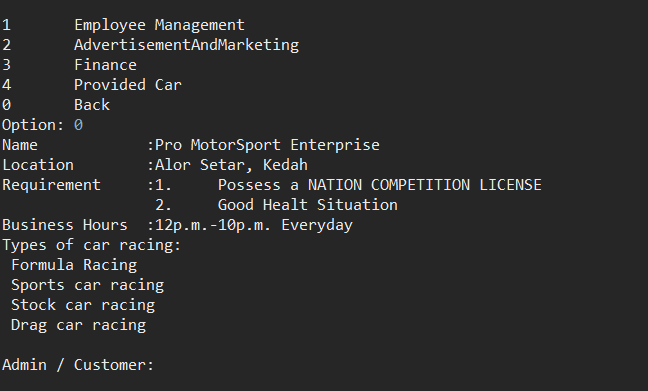 1 Employee Management
2 AdvertisementAndMarketing
3 Finance
4 Provided Car
0 Back
Option: 0
Name :Pro MotorSport Enterprise
Location :Alor Setar, Kedah
Requirement :1. Possess a NATION COMPETITION LICENSE
2. Good Healt Situation
Business Hours :12p.m.-10p.m. Everyday
Types of car racing:
Formula Racing
Sports car racing
Stock car racing
Drag car racing
Admin / Customer: